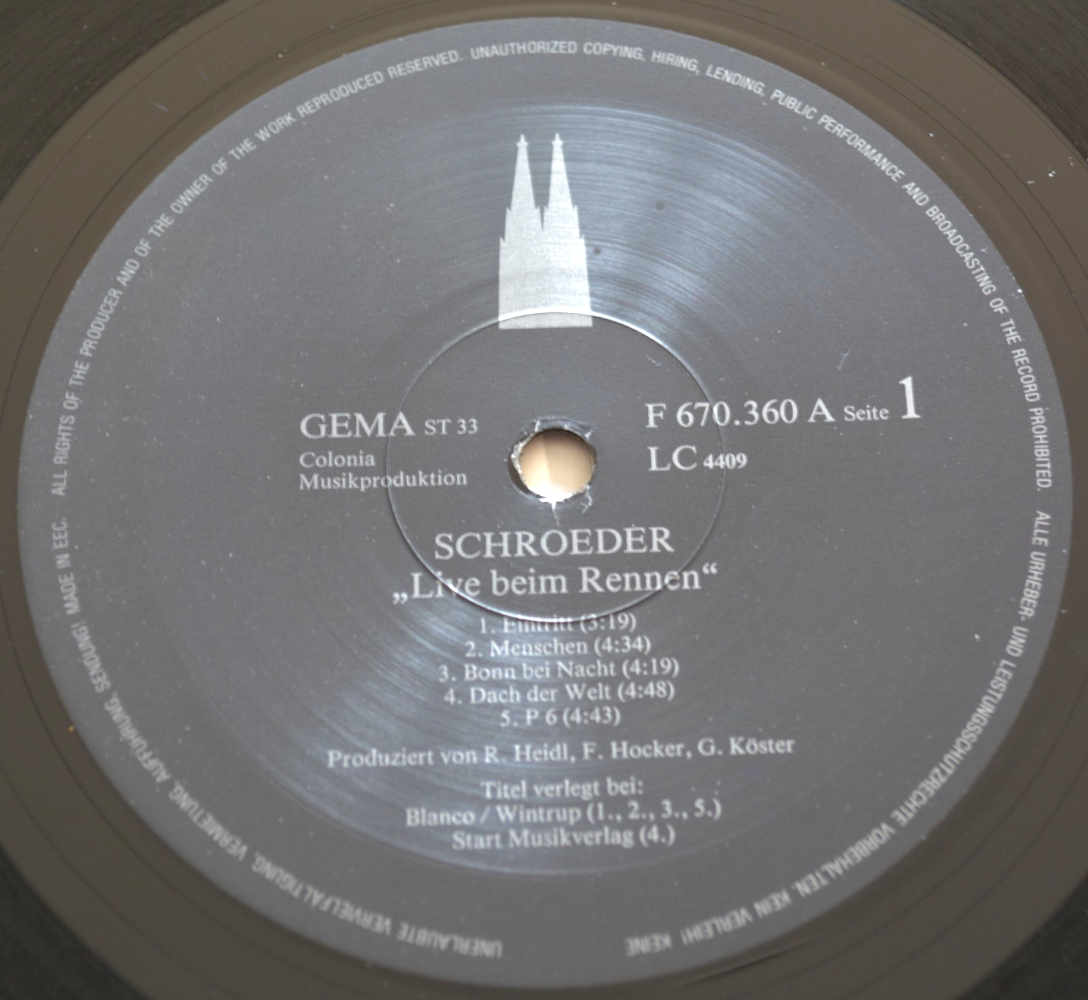 ALL RIGHTS OF THE PRODUCER AND OF THE OWNER OF THE WORK REPRODUCED RESERVED. UNAUTHORIZED COPYING, HIRING, LENDING, PUBLIC PERFORMANCE AND BROADCASTING OF THE RECORD PROHIBITED.
ALLE URHEBER- UND LEISTUNGSSCHUTZRECHTE VORBEHALTEN. KEIN VERLEIH! KEINE
UNERLAUBTE VERVIELFÄLTIGUNG, VERMIETUNG, AUFFÜHRUNG, SENDUNG! MADE IN EEC.
GEMA ST 33
Colonia
Musikproduktion
F 670.360 A Seite 1
LC 4409
SCHROEDER
„Live beim Rennen“
1. Eintritt (3:19)
2. Menschen (4:34)
3. Bonn bei Nacht (4:19)
4. Dach der Welt (4:48)
5. P 6 (4:43)
Produziert von R. Heidl, F. Hocker, G. Köster
Titel verlegt bei:
Blanco / Wintrup (1., 2., 3., 5.)
Start Musikverlag (4.)